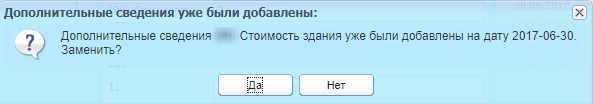 Дополнительные сведения уже были добавлены:
Дополнительные сведения Стоимость здания уже были добавлены на дату 2017-06-30.
Заменить?
Да Нет